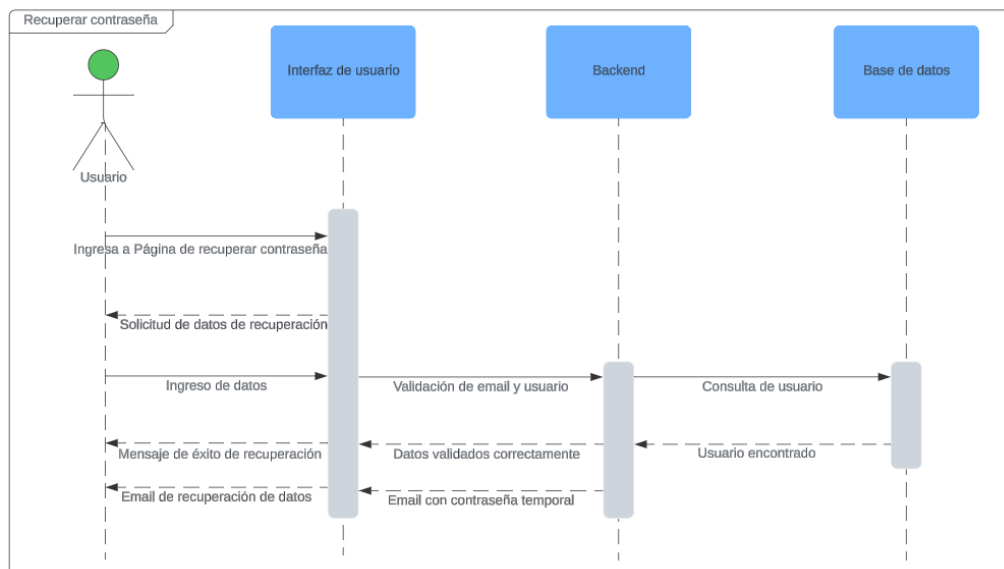 Recuperar contraseña
Interfaz de usuario
Backend
Base de datos
Usuario
Ingresa a Página de recuperar contraseña
Solicitud de datos de recuperación
Ingreso de datos
Validación de email y usuario
Consulta de usuario
Mensaje de éxito de recuperación
Datos validados correctamente
Usuario encontrado
Email de recuperación de datos
Email con contraseña temporal